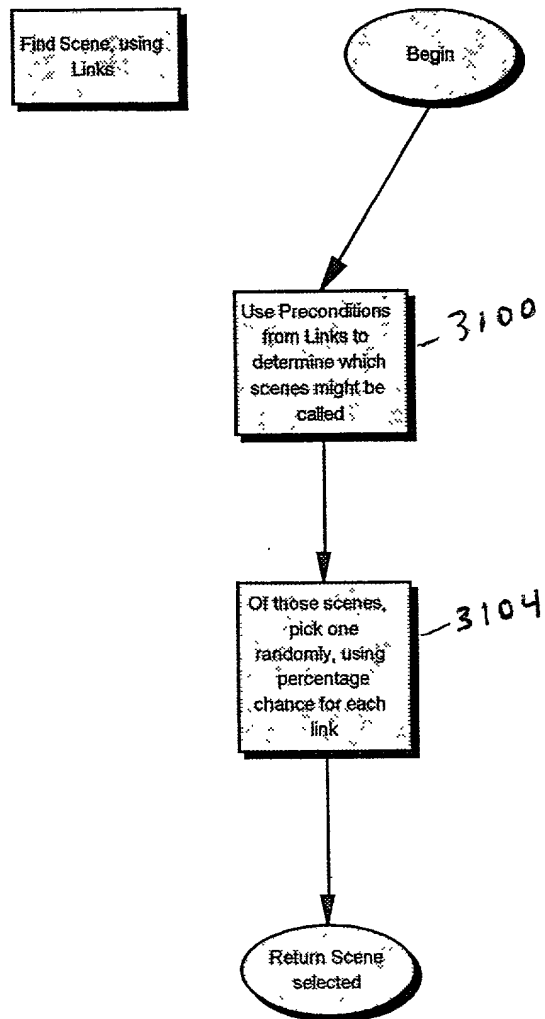 Find Scene, using
Links
Begin
Use Preconditions
from Links to
determine which
scenes might be
called
3100
Of those scenes,
pick one
randomly, using
percentage
chance for each
link
3104
Return Scene
selected